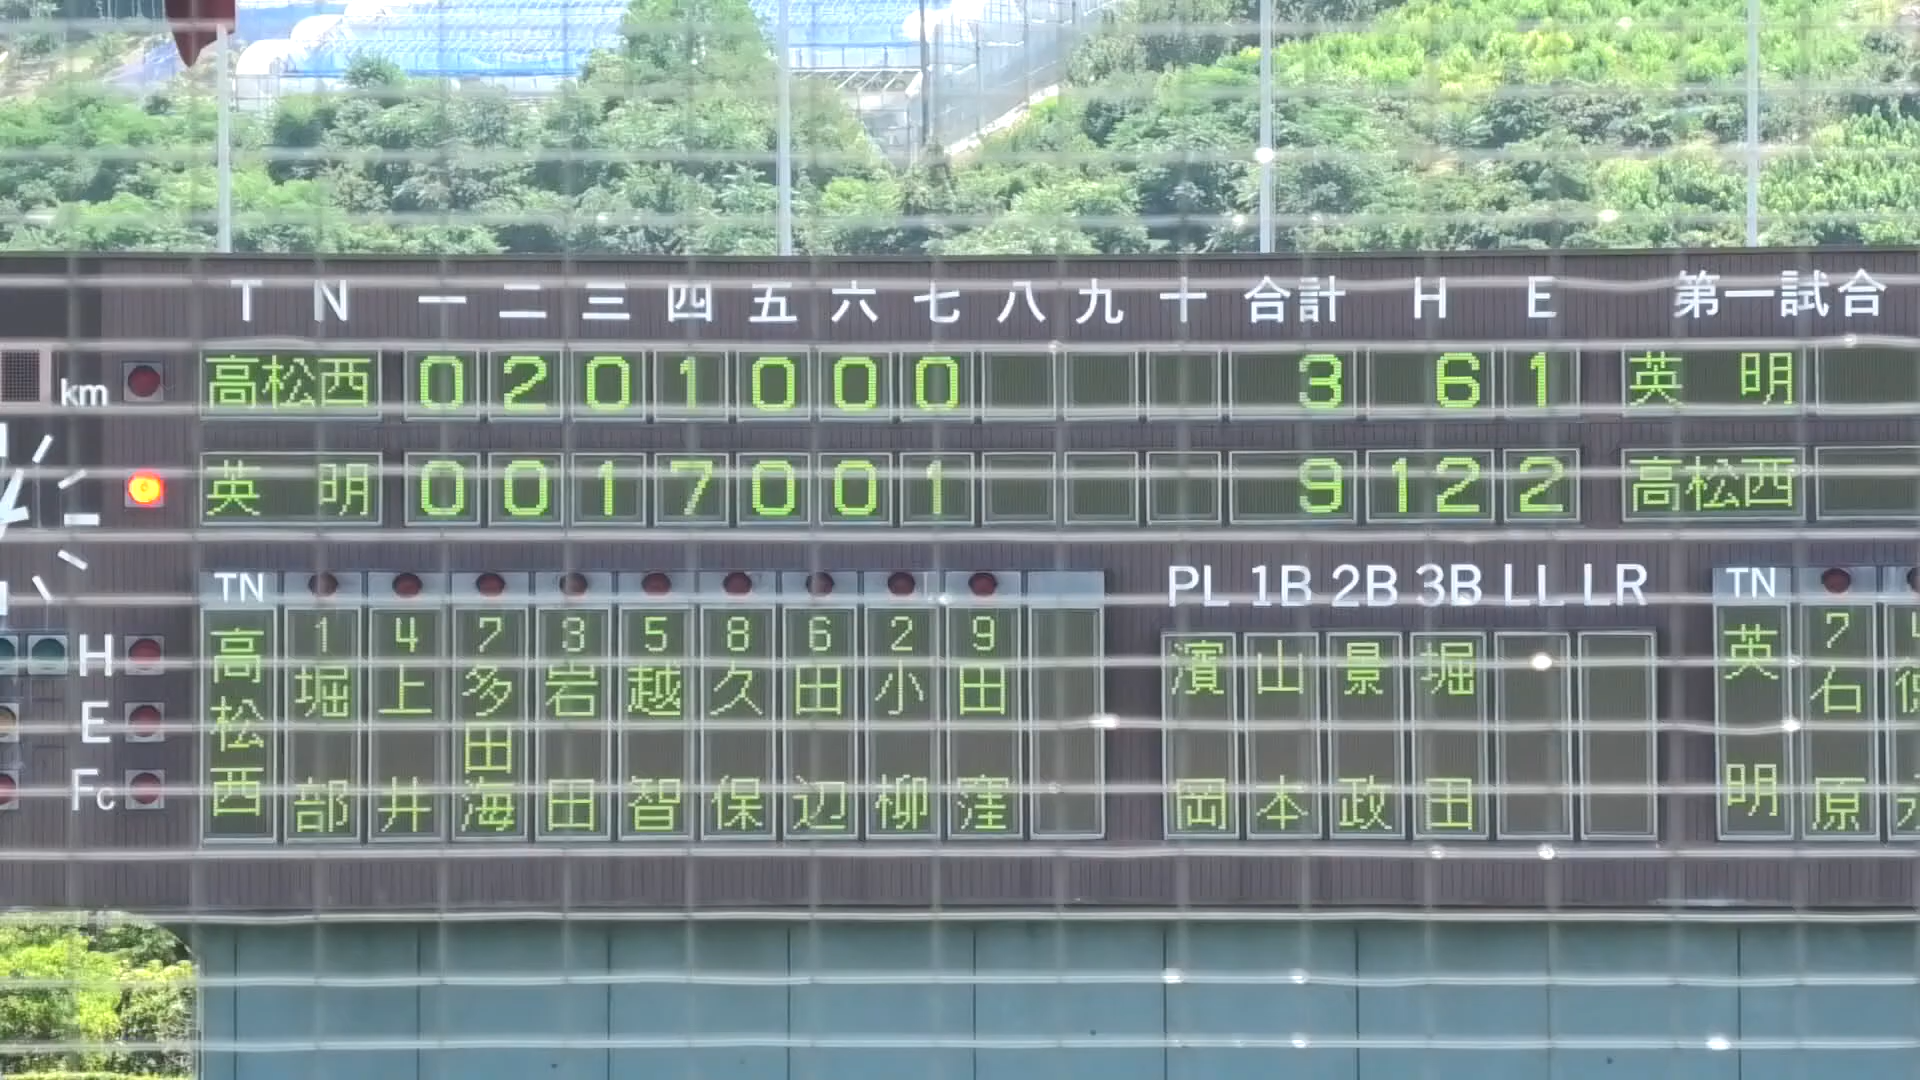 T N 一 二 三 四 五 六 七 八 九 十 合計 H E 第一試合
km 高松西 0 2 0 1 0 0 0 3 6 1 英 明
英 明 0 0 1 7 0 0 1 9 12 2 高松西
TN 1 4 7 3 5 8 6 2 9
高松西 堀部 上井 多田海 岩田 越智 久保 田辺 小柳 田窪
PL 1B 2B 3B LL LR
濱岡 山本 景政 堀田
TN 7
英明 石原
H
E
Fc